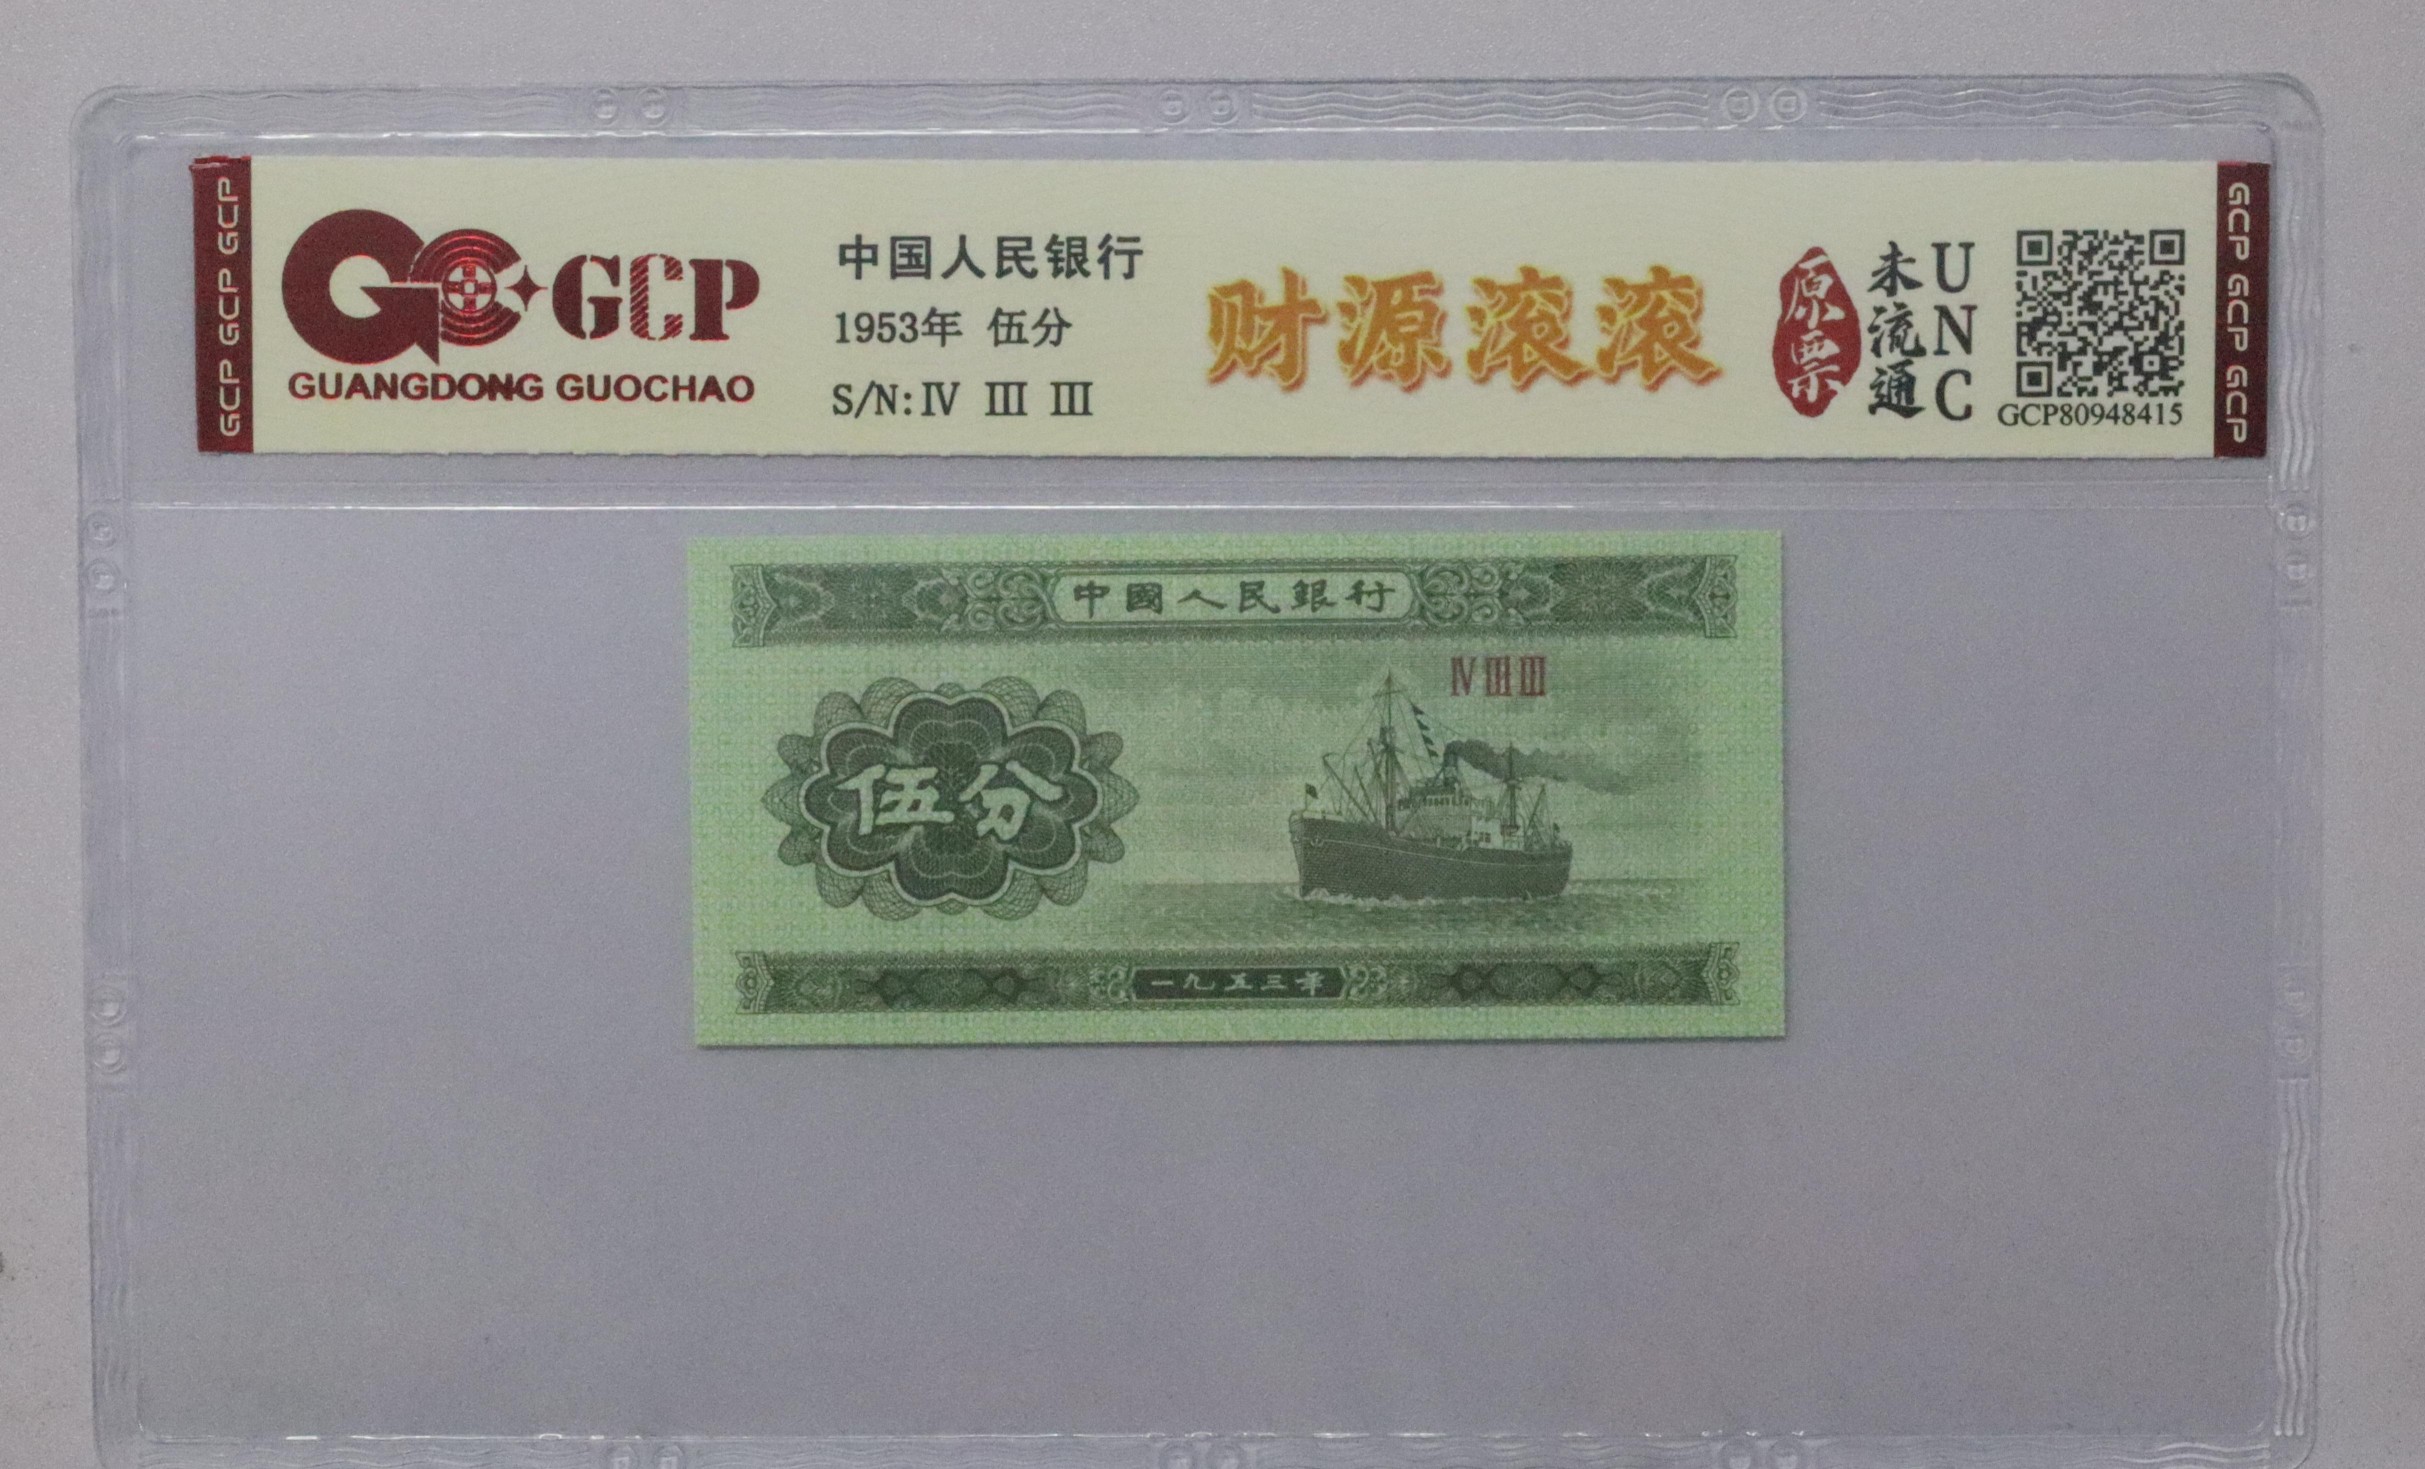 GCP GCP GCP
GCP
GUANGDONG GUOCHAO
中国人民银行
1953年 伍分
S/N: IV III III
财源滚滚
原票
未流通
UNC
GCP80948415
GCP GCP GCP
中國人民銀行
IV III III
伍分
一九五三年